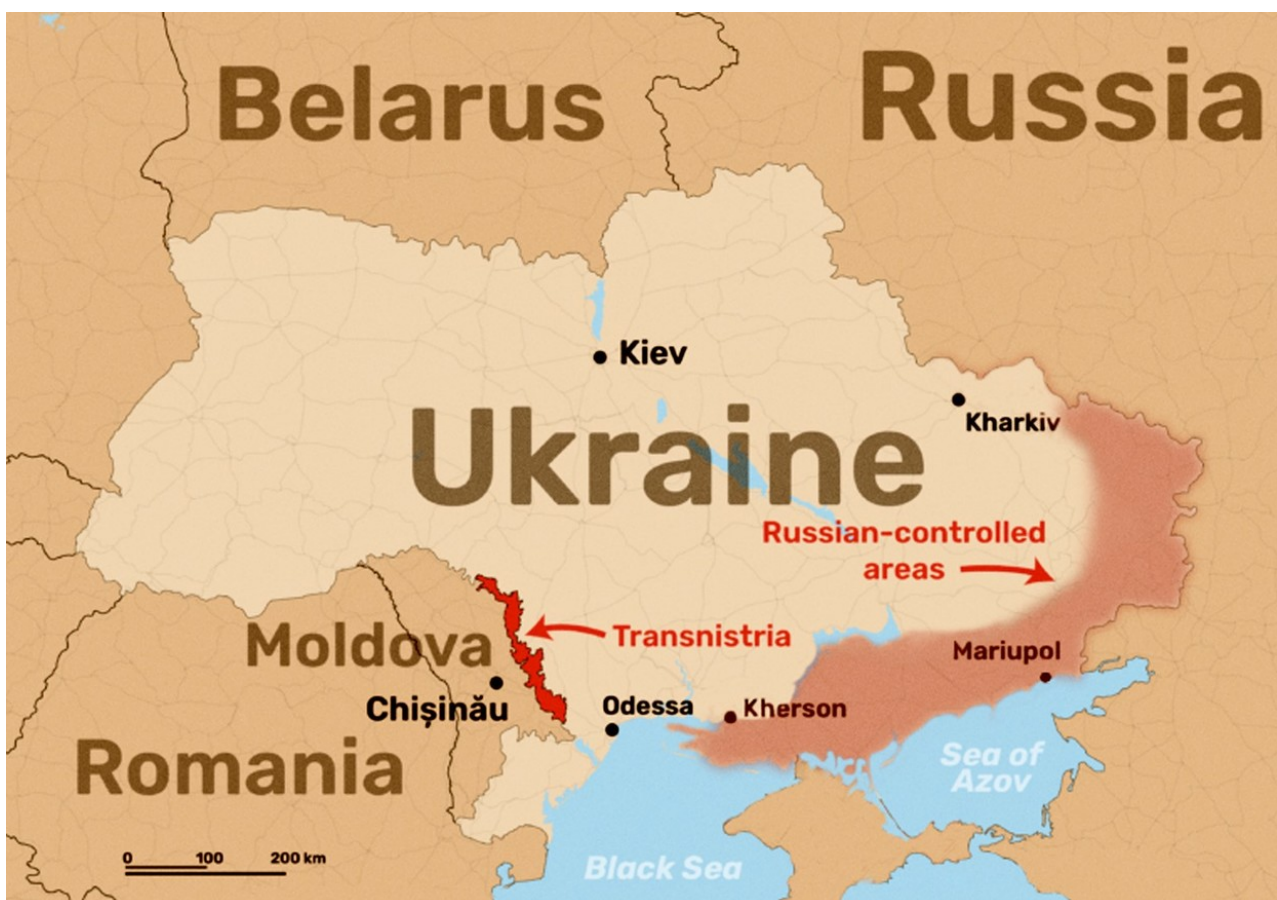 Belarus
Russia
Kiev
Kharkiv
Ukraine
Russian-controlled
areas
Transnistria
Moldova
Mariupol
Chișinău
Odessa
Kherson
Romania
Sea of
Azov
0 100 200 km
Black Sea